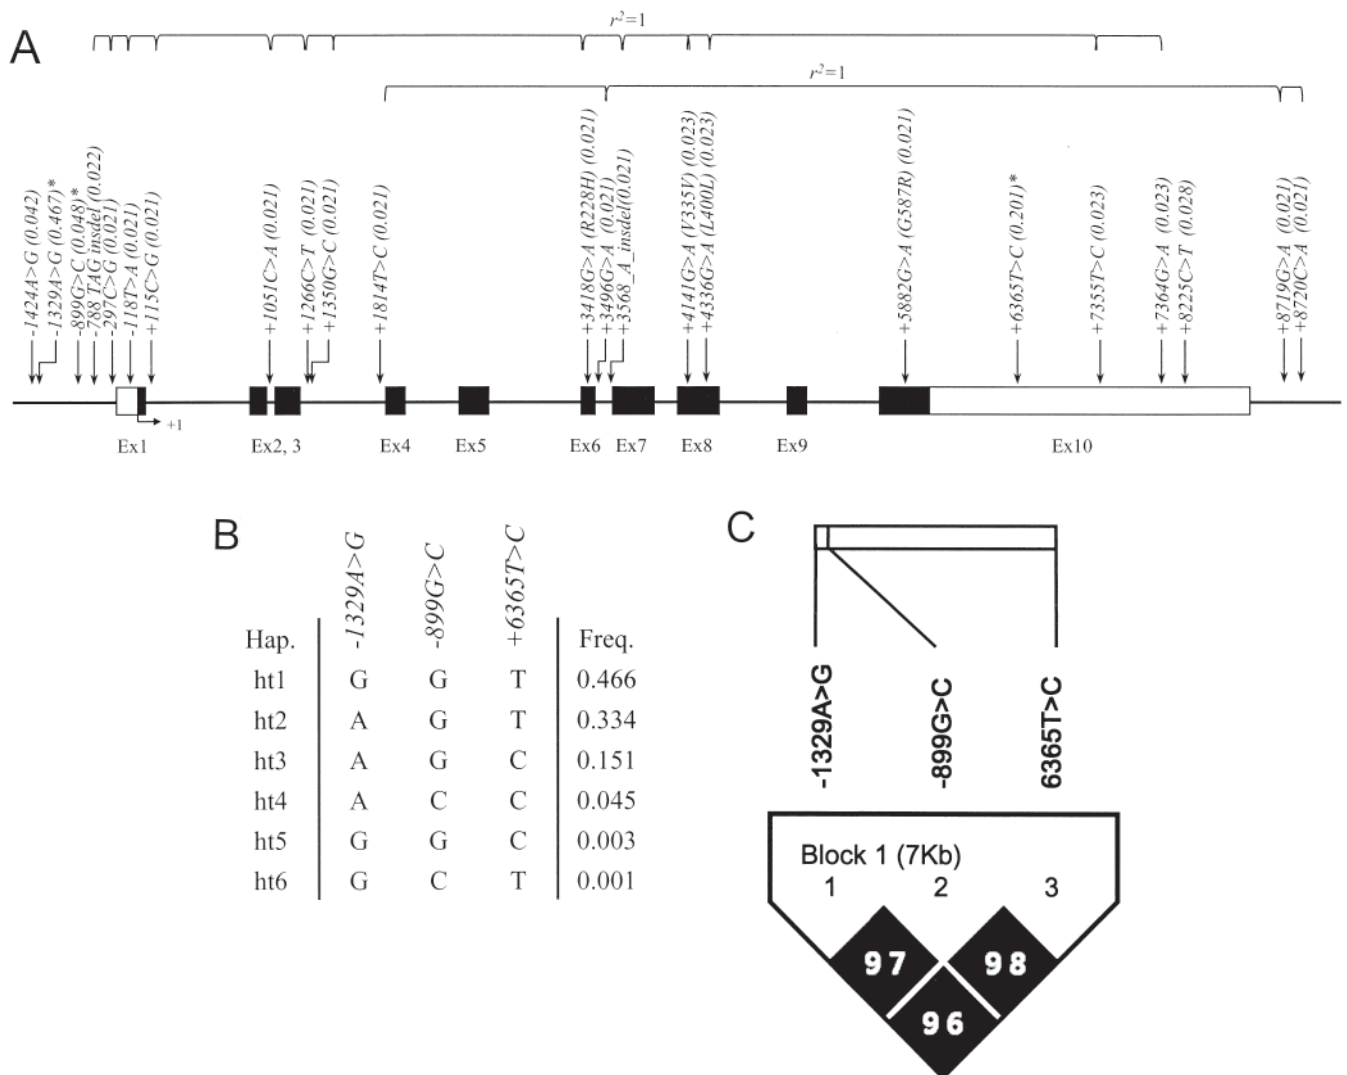 A
r²=1
r²=1
-1424A>G (0.042)
-1329A>G (0.467)*
-899G>C (0.048)*
-788 TAG insdel (0.022)
-297C>G (0.021)
-118T>A (0.021)
+115C>G (0.021)
+1051C>A (0.021)
+1266C>T (0.021)
+1350G>C (0.021)
+1814T>C (0.021)
+3418G>A (R228H) (0.021)
+3496G>A (0.021)
+3568_A_insdel(0.021)
+4141G>A (V335V) (0.023)
+4336G>A (L400L) (0.023)
+5882G>A (G587R) (0.021)
+6365T>C (0.201)*
+7355T>C (0.023)
+7364G>A (0.023)
+8225C>T (0.028)
+8719G>A (0.021)
+8720C>A (0.021)
+1
Ex1 Ex2, 3 Ex4 Ex5 Ex6 Ex7 Ex8 Ex9 Ex10
B
Hap. -1329A>G -899G>C +6365T>C Freq.
ht1 G G T 0.466
ht2 A G T 0.334
ht3 A G C 0.151
ht4 A C C 0.045
ht5 G G C 0.003
ht6 G C T 0.001
C
-1329A>G -899G>C 6365T>C
Block 1 (7Kb)
1 2 3
97 98
96